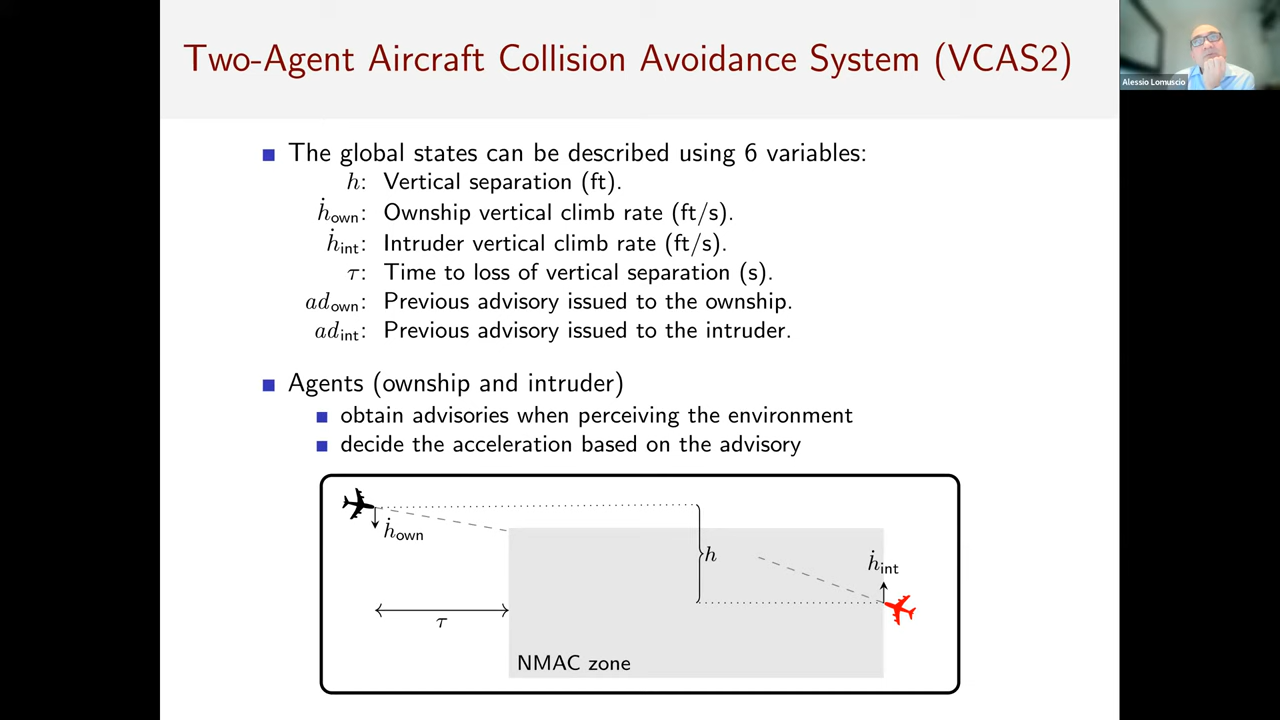 Two-Agent Aircraft Collision Avoidance System (VCAS2)
Alessio Lomuscio
■ The global states can be described using 6 variables:
h: Vertical separation (ft).
ḣown: Ownship vertical climb rate (ft/s).
ḣint: Intruder vertical climb rate (ft/s).
τ: Time to loss of vertical separation (s).
adown: Previous advisory issued to the ownship.
adint: Previous advisory issued to the intruder.
■ Agents (ownship and intruder)
■ obtain advisories when perceiving the environment
■ decide the acceleration based on the advisory
ḣown
h
ḣint
τ
NMAC zone